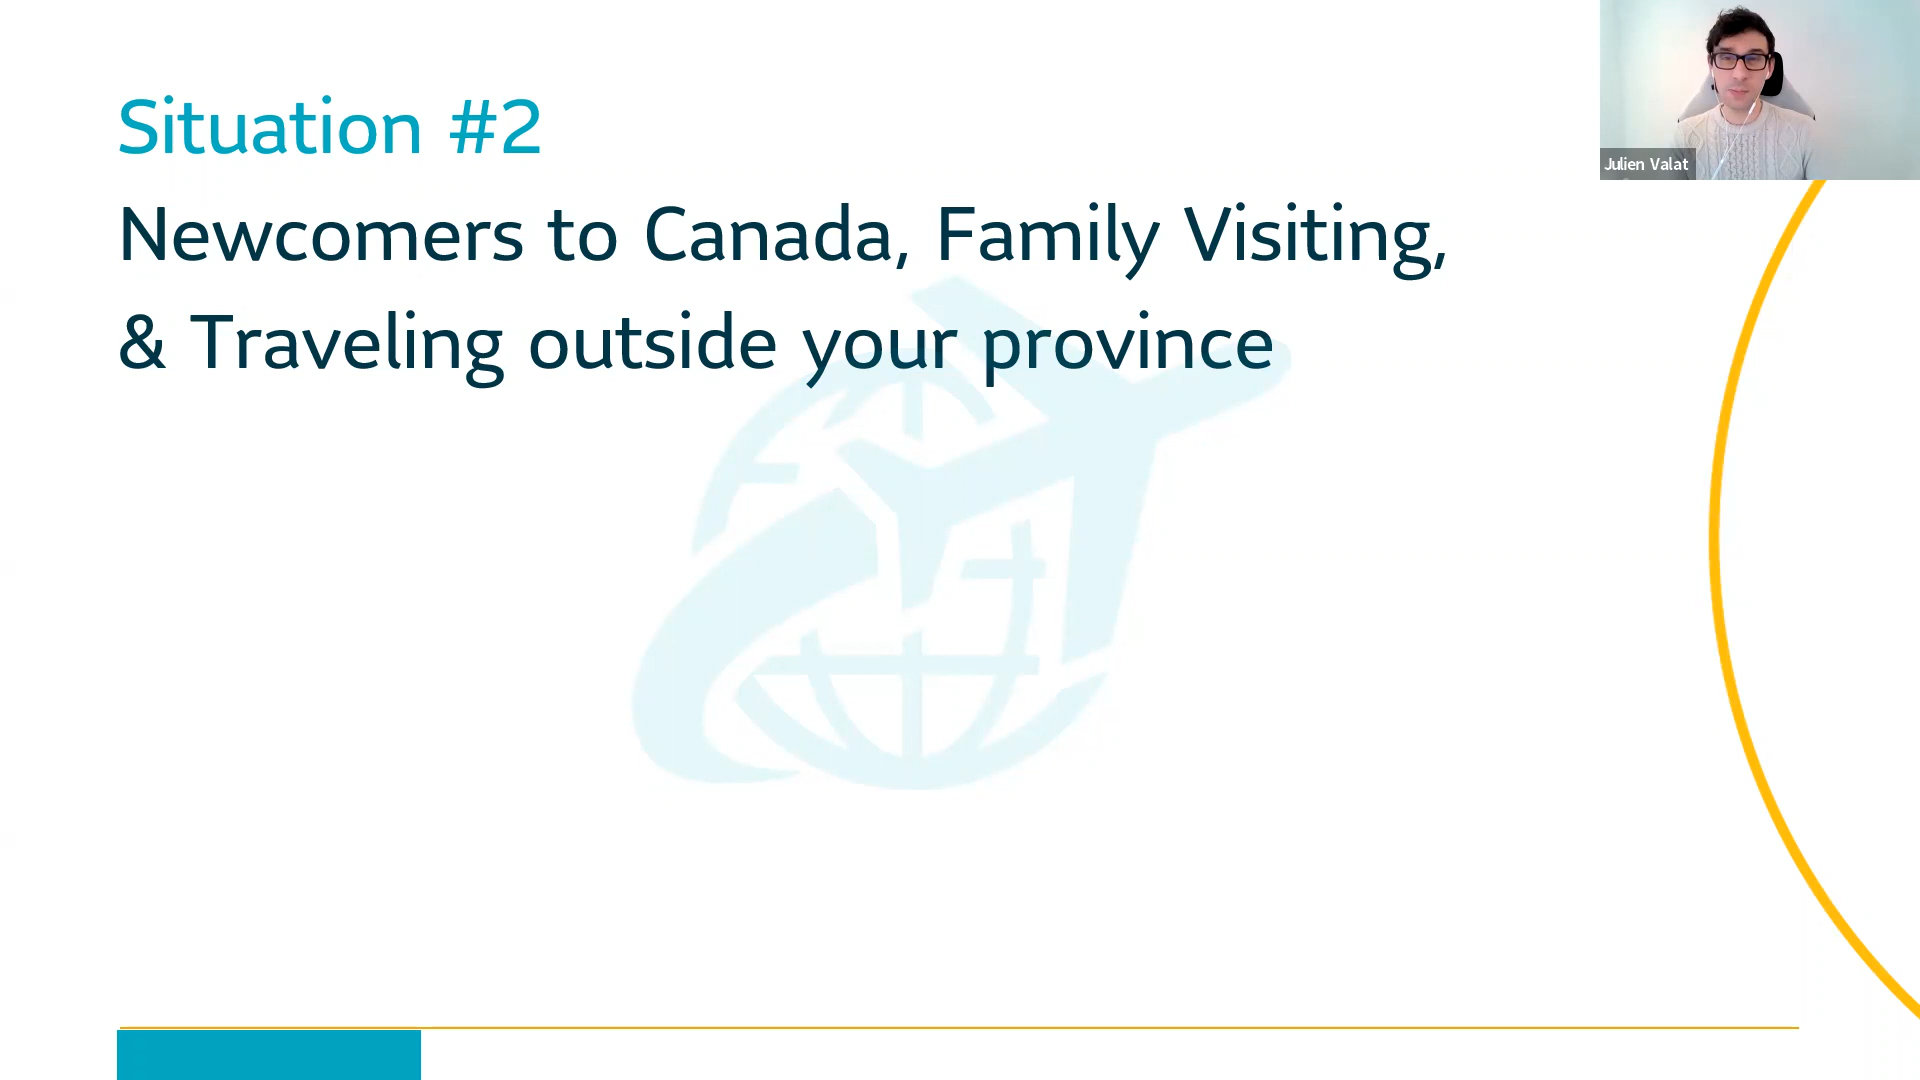 Situation #2
Newcomers to Canada, Family Visiting,
& Traveling outside your province
Julien Valat